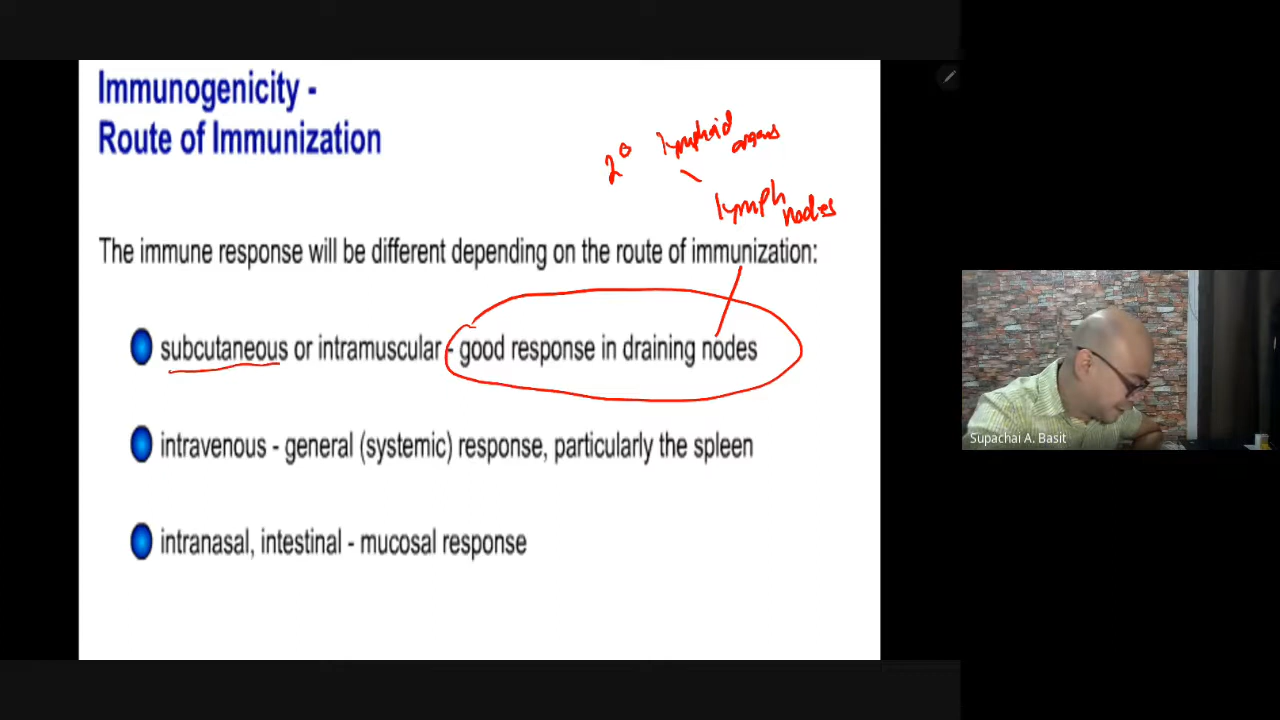 Immunogenicity -
Route of Immunization
2° lymphoid organs
lymph nodes
The immune response will be different depending on the route of immunization:
subcutaneous or intramuscular - good response in draining nodes
intravenous - general (systemic) response, particularly the spleen
intranasal, intestinal - mucosal response
Supachai A. Basit